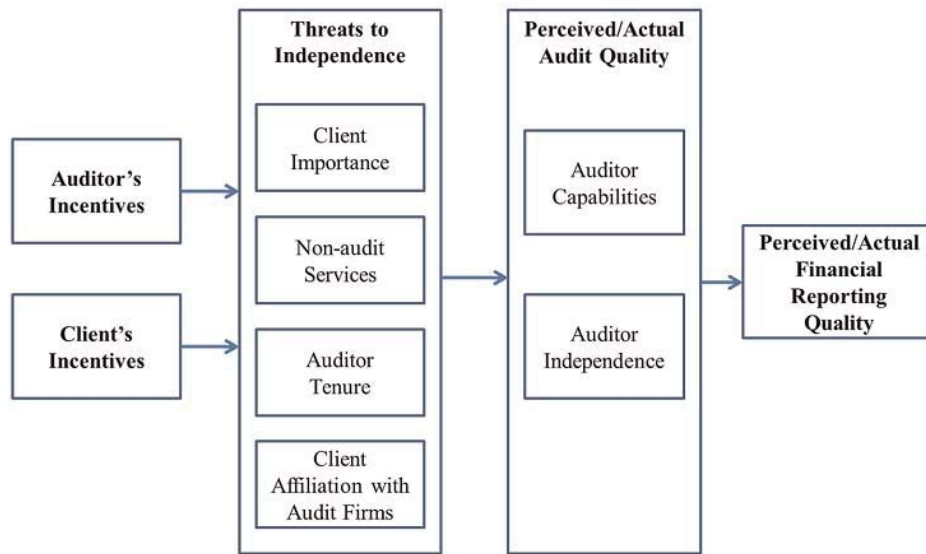 Threats to
Independence
Perceived/Actual
Audit Quality
Auditor's
Incentives
Client's
Incentives
Client
Importance
Non-audit
Services
Auditor
Tenure
Client
Affiliation with
Audit Firms
Auditor
Capabilities
Auditor
Independence
Perceived/Actual
Financial
Reporting
Quality